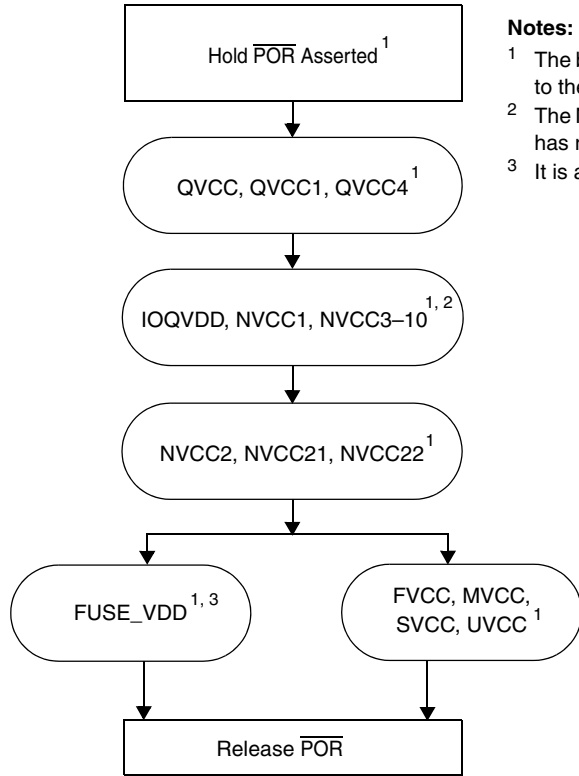 Hold POR Asserted 1
QVCC, QVCC1, QVCC4 1
IOQVDD, NVCC1, NVCC3–10 1, 2
NVCC2, NVCC21, NVCC22 1
FUSE_VDD 1, 3
FVCC, MVCC,
SVCC, UVCC 1
Release POR
Notes:
1 The
to the
2 The
has
3 It is